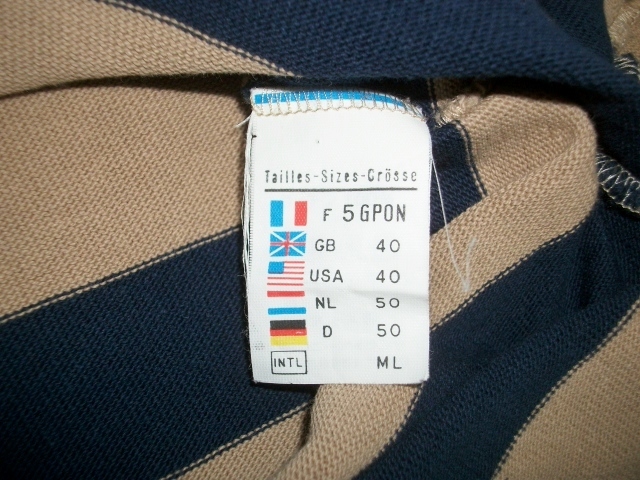 Tailles-Sizes-Grösse
F 5GPON
GB 40
USA 40
NL 50
D 50
INTL ML